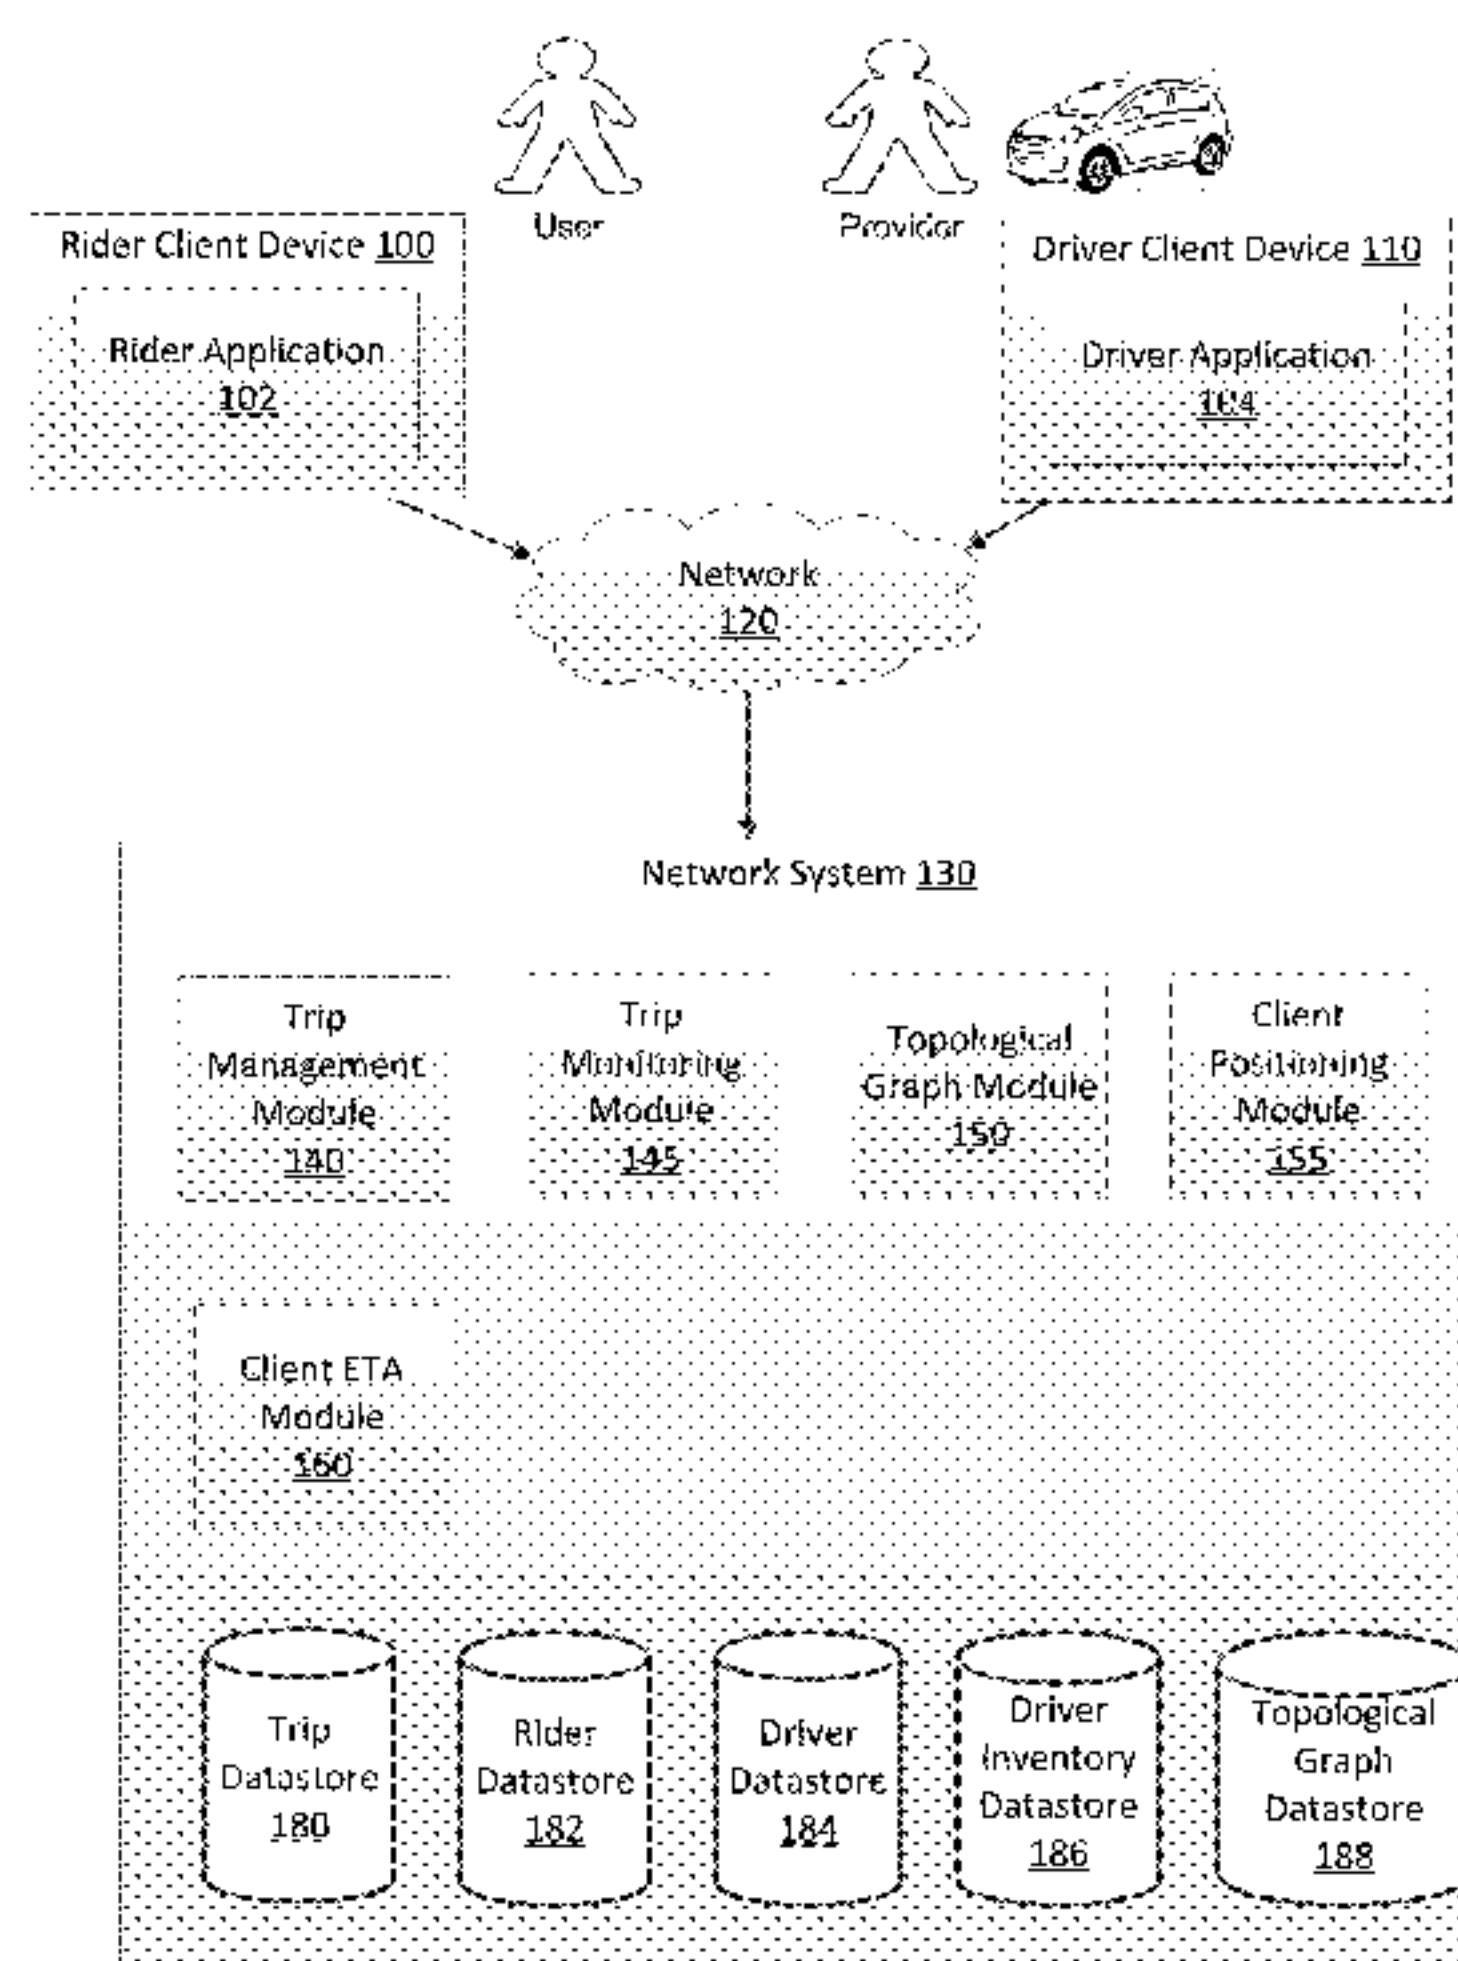 User
Provider
Rider Client Device 100
Rider Application
102
Driver Client Device 110
Driver Application
104
Network
120
Network System 130
Trip
Management
Module
140
Trip
Monitoring
Module
145
Topological
Graph Module
150
Client
Positioning
Module
155
Client ETA
Module
160
Trip
Datastore
180
Rider
Datastore
182
Driver
Datastore
184
Driver
Inventory
Datastore
186
Topological
Graph
Datastore
188